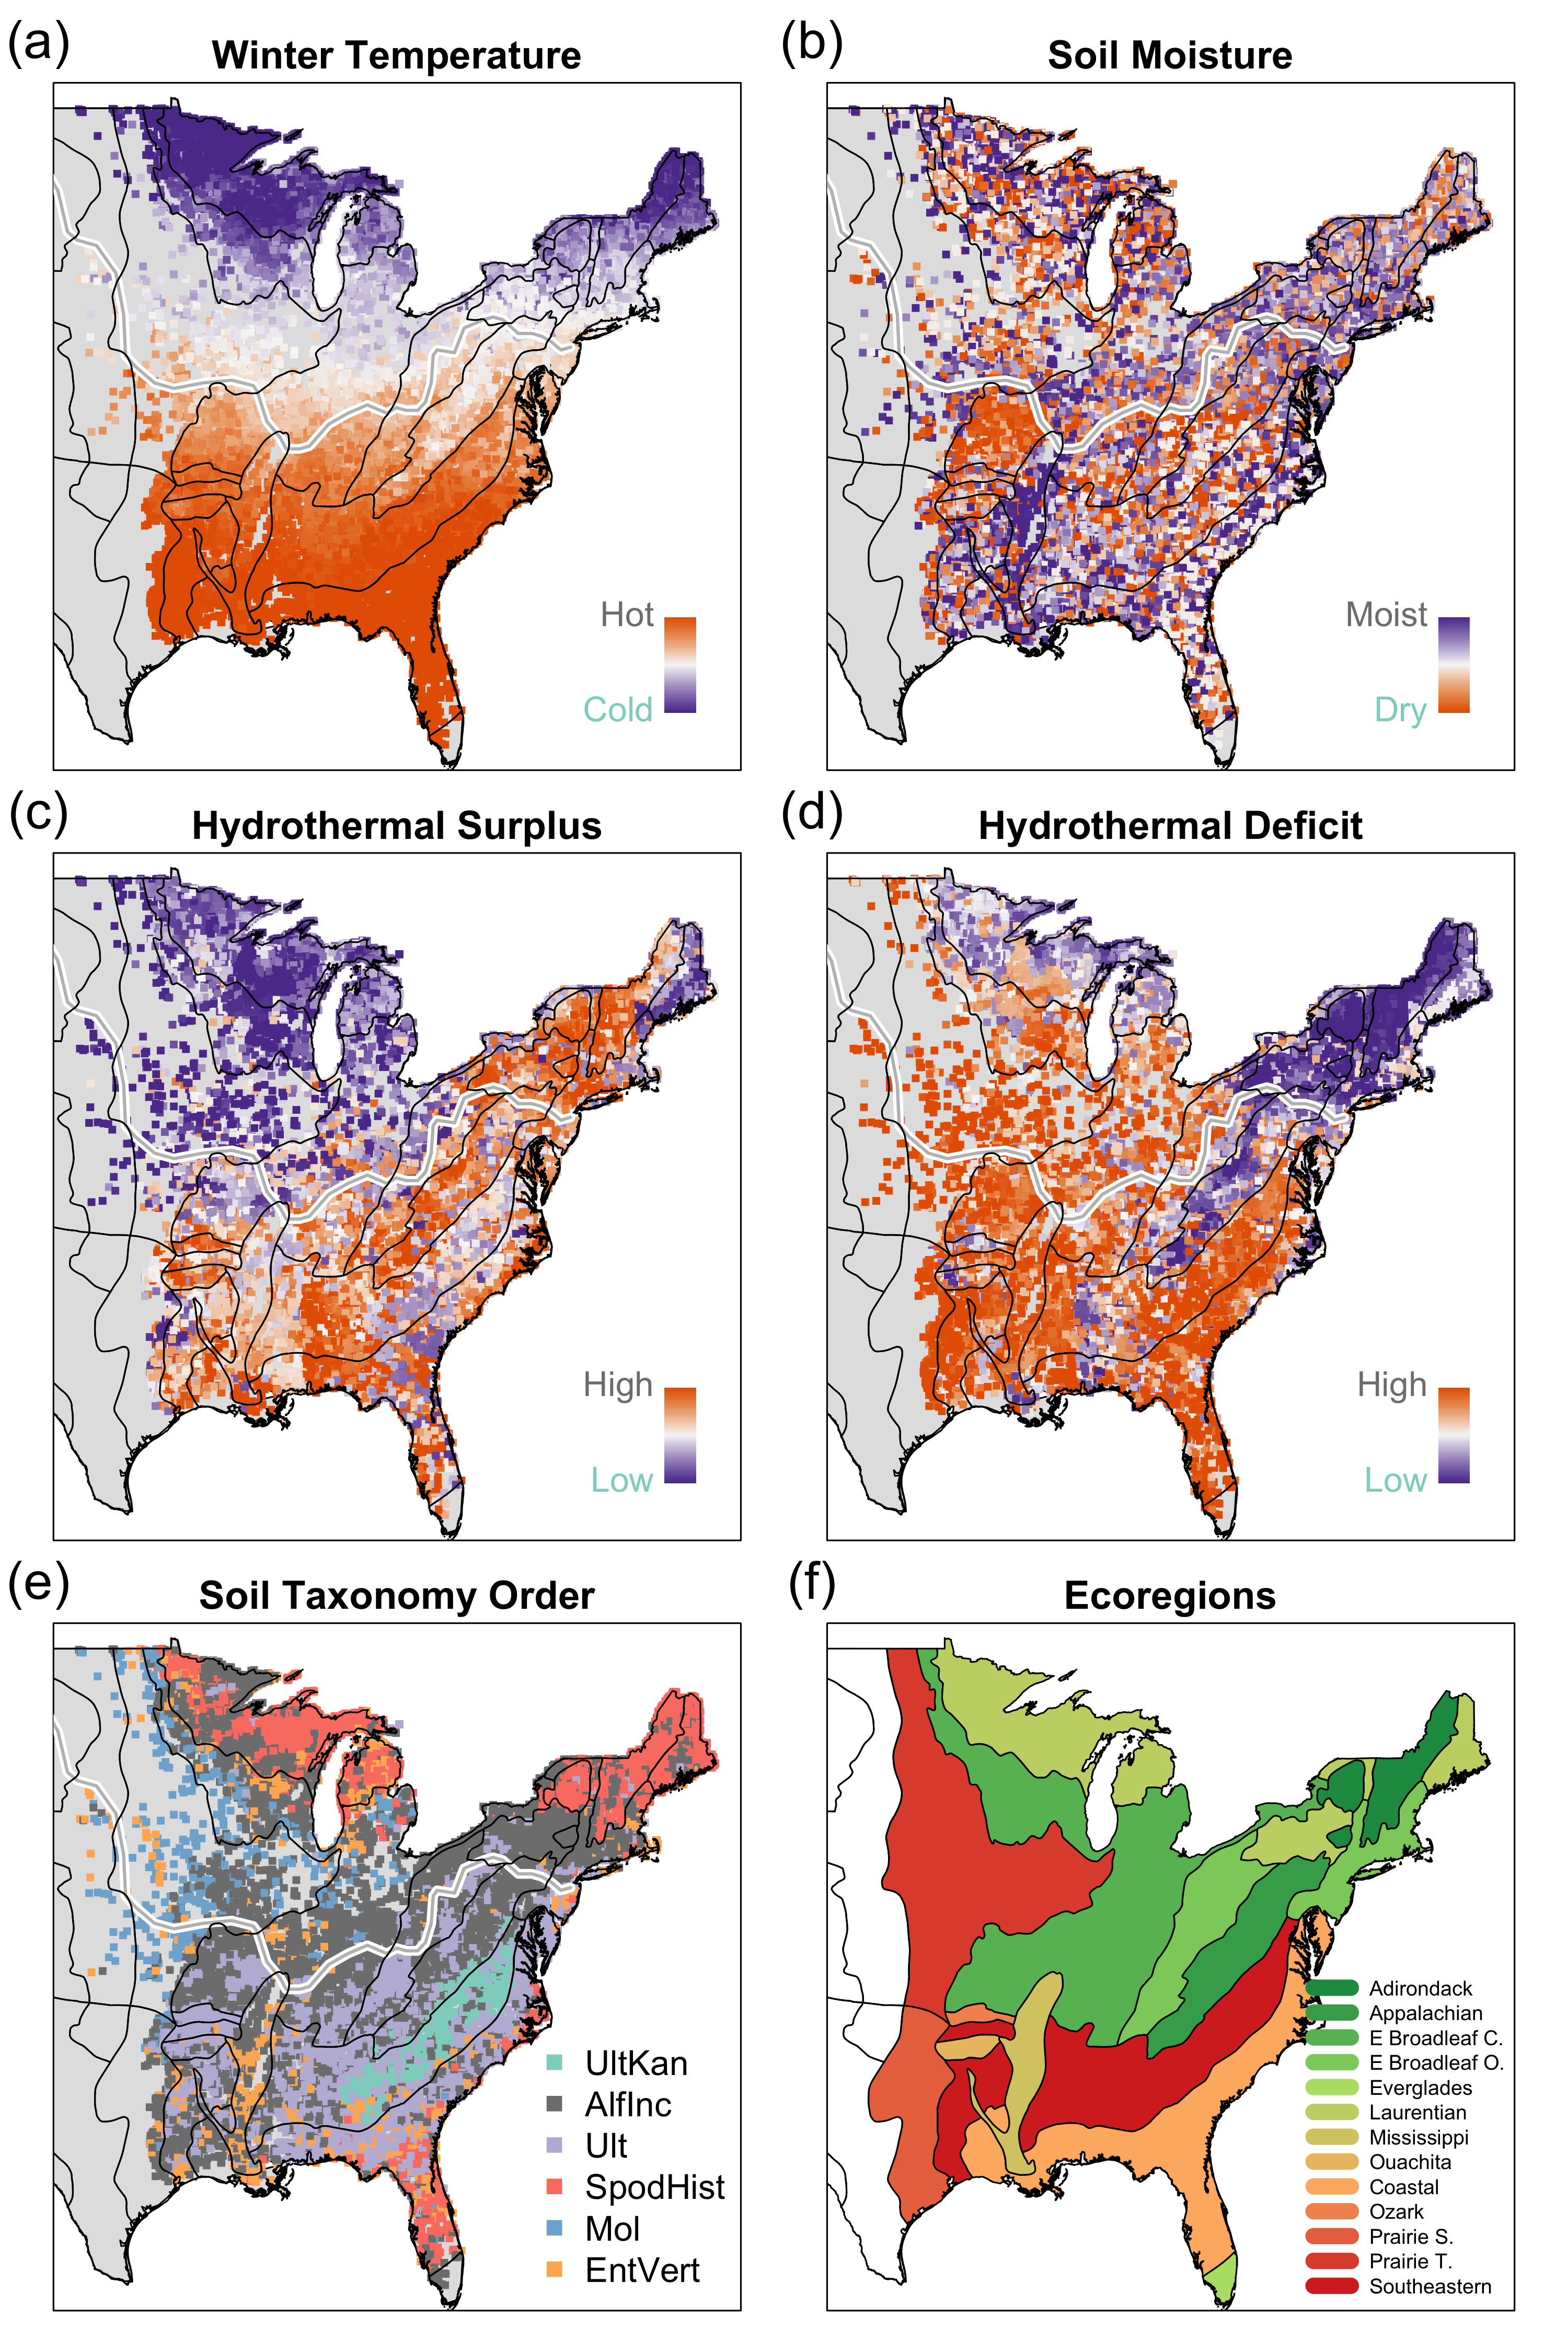 (a)
Winter Temperature
Hot
Cold
(b)
Soil Moisture
Moist
Dry
(c)
Hydrothermal Surplus
High
Low
(d)
Hydrothermal Deficit
High
Low
(e)
Soil Taxonomy Order
UltKan
AlfInc
Ult
SpodHist
Mol
EntVert
(f)
Ecoregions
Adirondack
Appalachian
E Broadleaf C.
E Broadleaf O.
Everglades
Laurentian
Mississippi
Ouachita
Coastal
Ozark
Prairie S.
Prairie T.
Southeastern